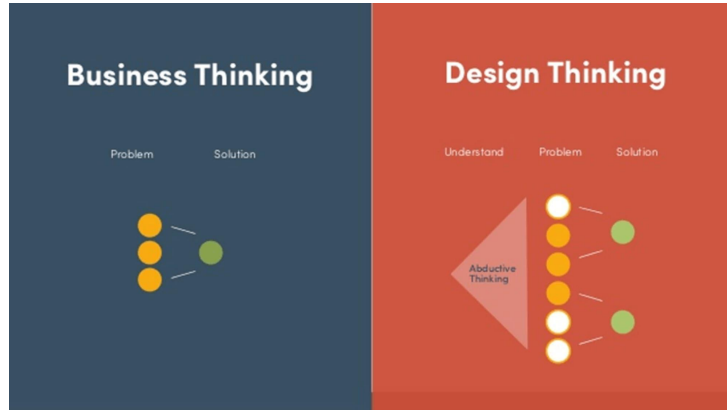 Business Thinking
Problem Solution
Design Thinking
Understand Problem Solution
Abductive
Thinking